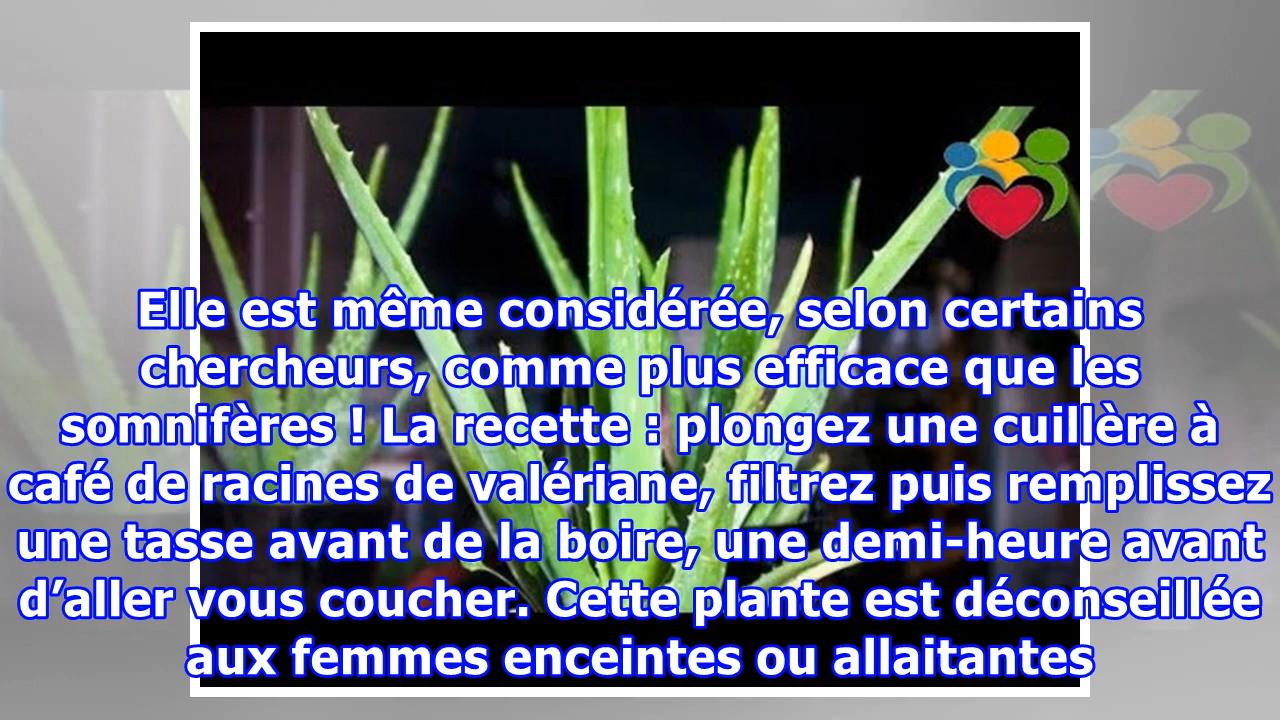 Elle est même considérée, selon certains
chercheurs, comme plus efficace que les
somnifères ! La recette : plongez une cuillère à
café de racines de valériane, filtrez puis remplissez
une tasse avant de la boire, une demi-heure avant
d’aller vous coucher. Cette plante est déconseillée
aux femmes enceintes ou allaitantes